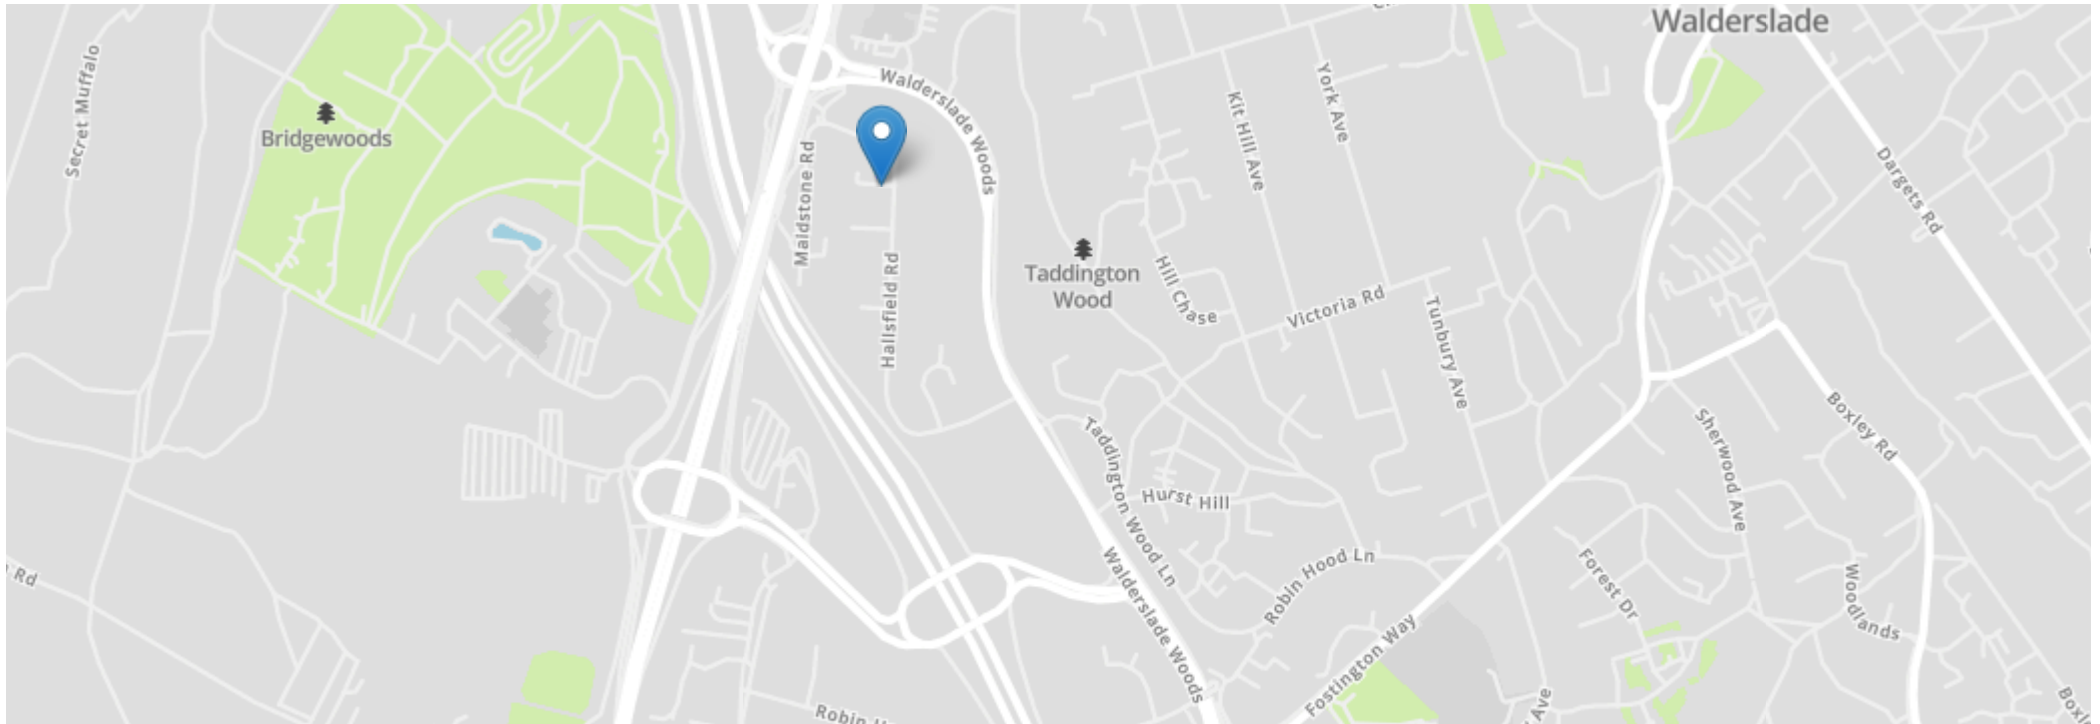 Walderslade
Secret Muffalo
Bridgewoods
Walderslade Woods
York Ave
Kit Hill Ave
Maidstone Rd
Dargets Rd
Taddington
Wood
Hill Chase
Hallsfield Rd
Victoria Rd
Tunbury Ave
Boxley Rd
Sherwood Ave
Taddington Wood Ln
Hurst Hill
Robin Hood Ln
Forest Dr
Woodlands
Rd
Walderslade Woods
Fostington Way
Ave
Robin